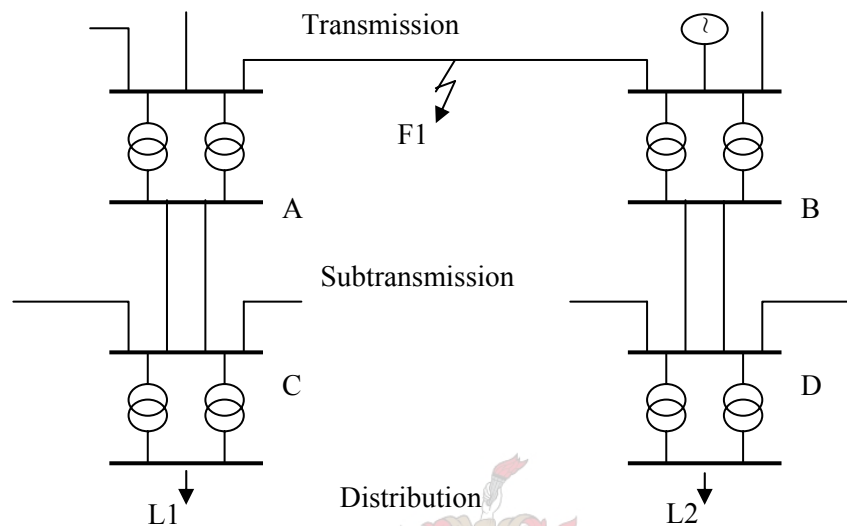 Transmission
~
F1
A
B
Subtransmission
C
D
L1
Distribution
L2